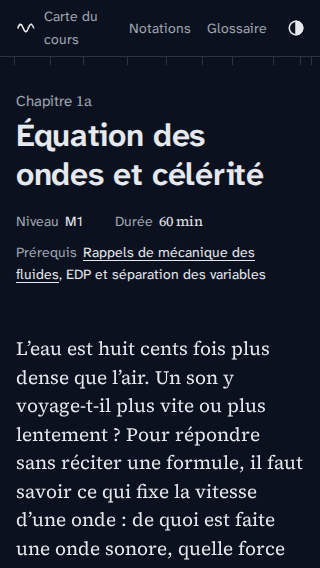 Carte du
cours
Notations
Glossaire
Chapitre 1a
Équation des
ondes et célérité
Niveau M1 Durée 60 min
Prérequis Rappels de mécanique des
fluides, EDP et séparation des variables
L’eau est huit cents fois plus
dense que l’air. Un son y
voyage-t-il plus vite ou plus
lentement ? Pour répondre
sans réciter une formule, il faut
savoir ce qui fixe la vitesse
d’une onde : de quoi est faite
une onde sonore, quelle force